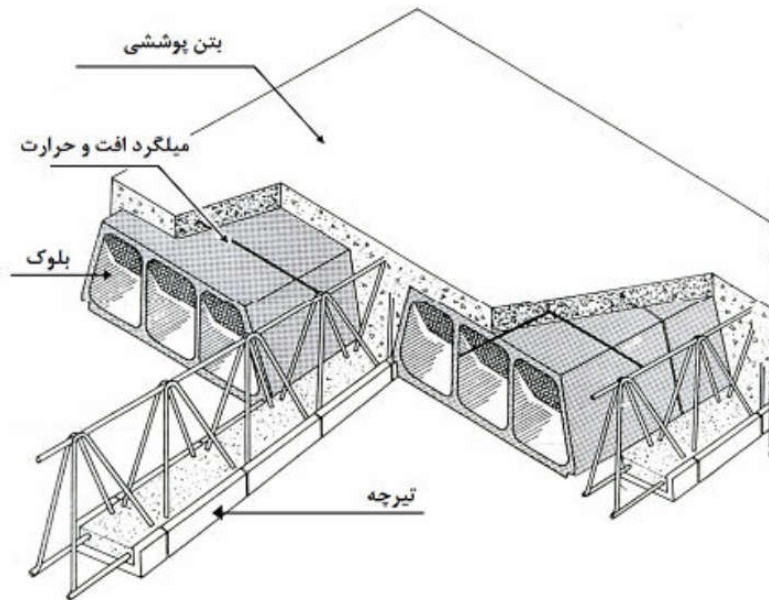 بتن پوششی
میلگرد افت و حرارت
بلوک
تیرچه